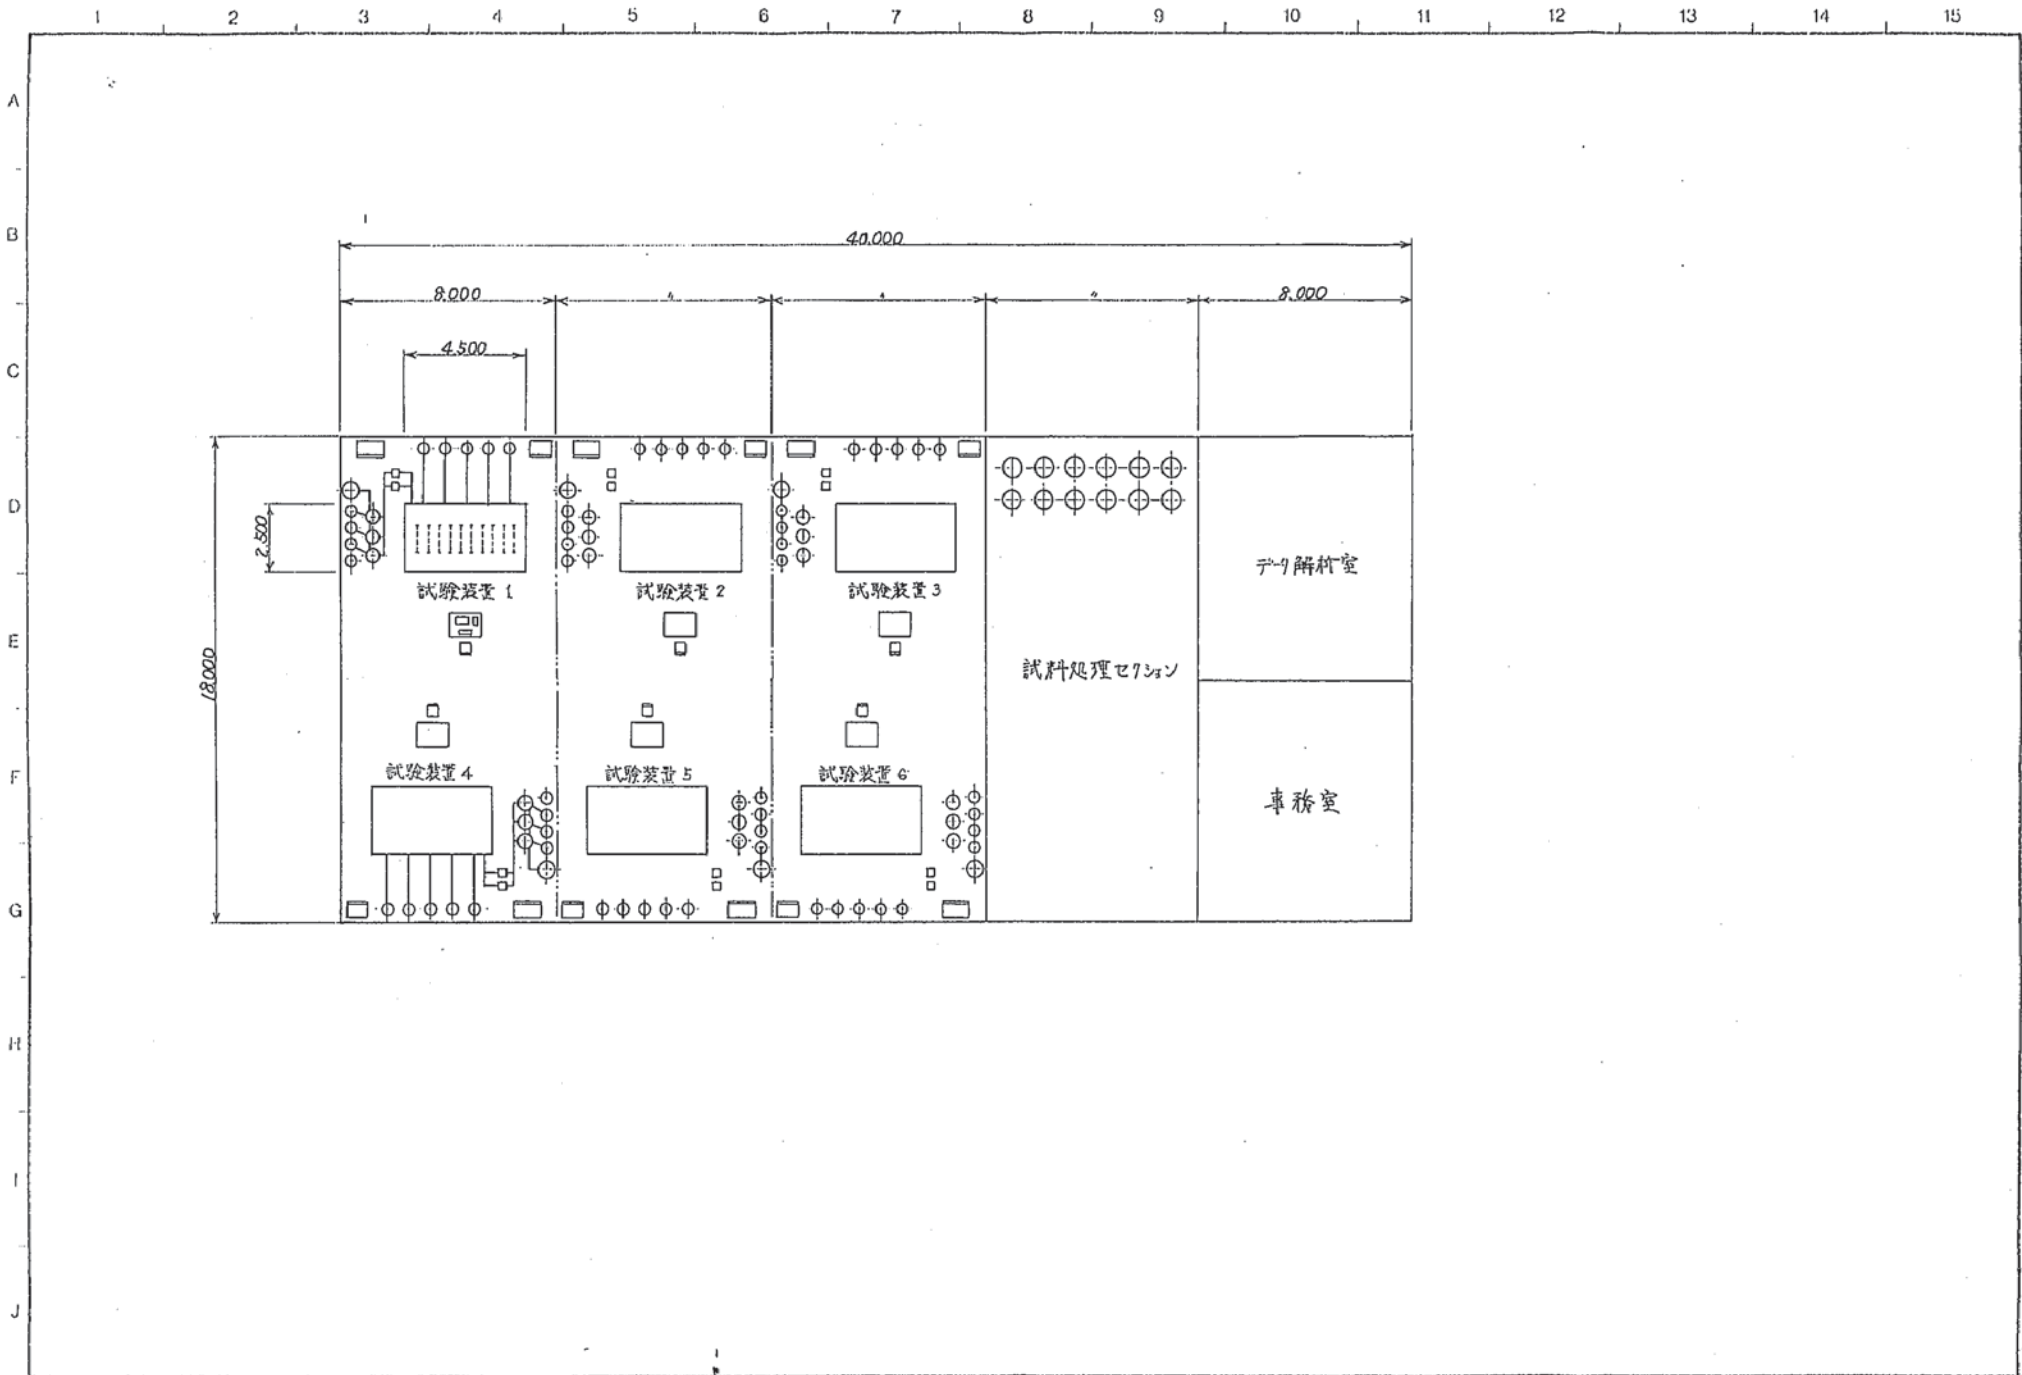 1 2 3 4 5 6 7 8 9 10 11 12 13 14 15
A
B
40,000
8,000 〃 〃 〃 8,000
4,500
C
D
2,500
データ解析室
試験装置 1 試験装置 2 試験装置 3
E
18,000
試料処理セクション
試験装置 4 試験装置 5 試験装置 6
F
事務室
G
H
I
J